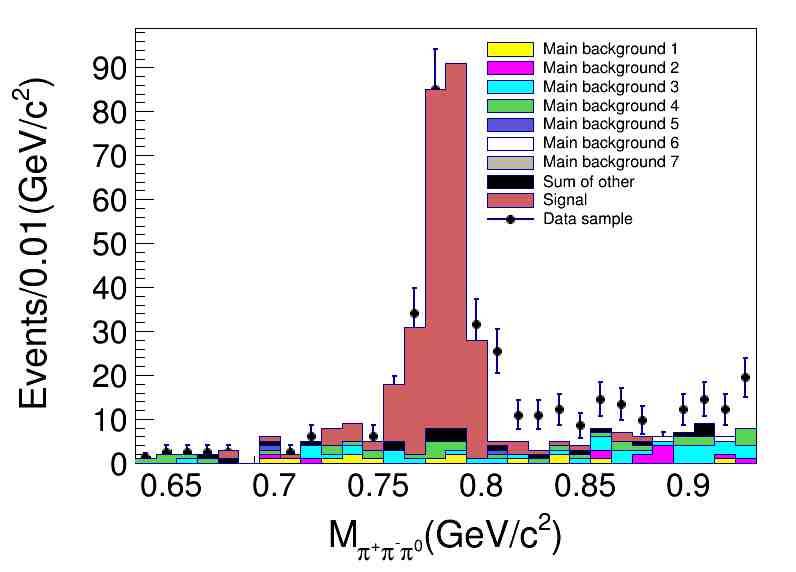 Events/0.01(GeV/c²)
90
80
70
60
50
40
30
20
10
0
Main background 1
Main background 2
Main background 3
Main background 4
Main background 5
Main background 6
Main background 7
Sum of other
Signal
Data sample
0.65 0.7 0.75 0.8 0.85 0.9
M_π⁺π⁻π⁰(GeV/c²)